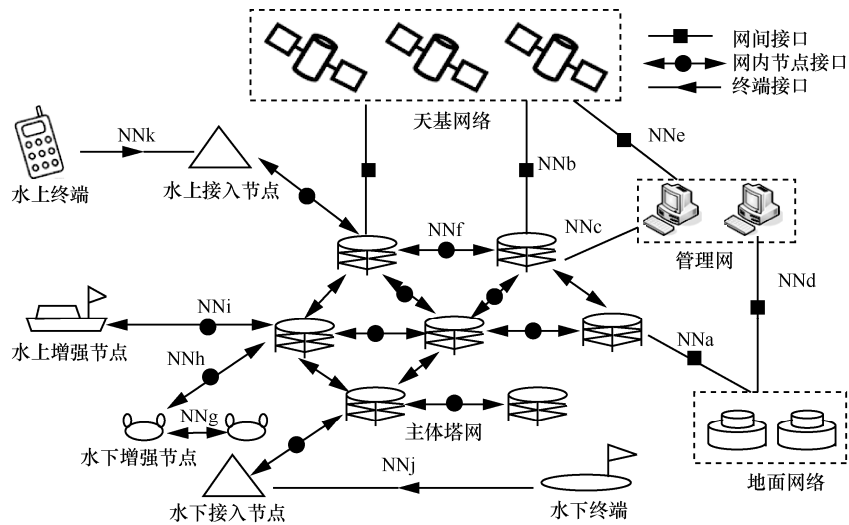 网间接口
网内节点接口
终端接口
天基网络
NNe
NNk
NNb
水上终端
水上接入节点
NNf
NNc
管理网
NNd
NNi
水上增强节点
NNh
NNa
NNg
主体塔网
水下增强节点
NNj
地面网络
水下接入节点
水下终端